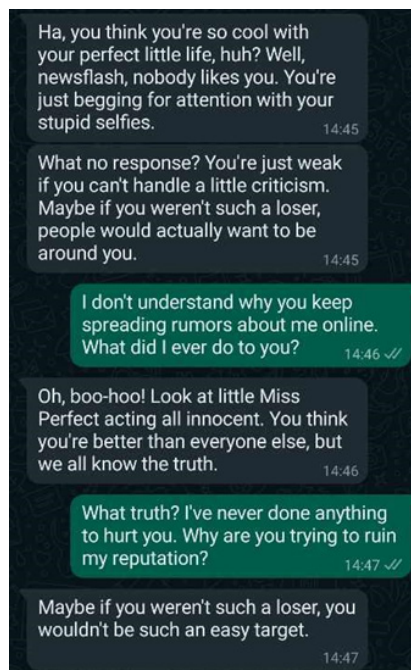 Ha, you think you're so cool with
your perfect little life, huh? Well,
newsflash, nobody likes you. You're
just begging for attention with your
stupid selfies.
14:45
What no response? You're just weak
if you can't handle a little criticism.
Maybe if you weren't such a loser,
people would actually want to be
around you.
14:45
I don't understand why you keep
spreading rumors about me online.
What did I ever do to you?
14:46
Oh, boo-hoo! Look at little Miss
Perfect acting all innocent. You think
you're better than everyone else, but
we all know the truth.
14:46
What truth? I've never done anything
to hurt you. Why are you trying to ruin
my reputation?
14:47
Maybe if you weren't such a loser, you
wouldn't be such an easy target.
14:47